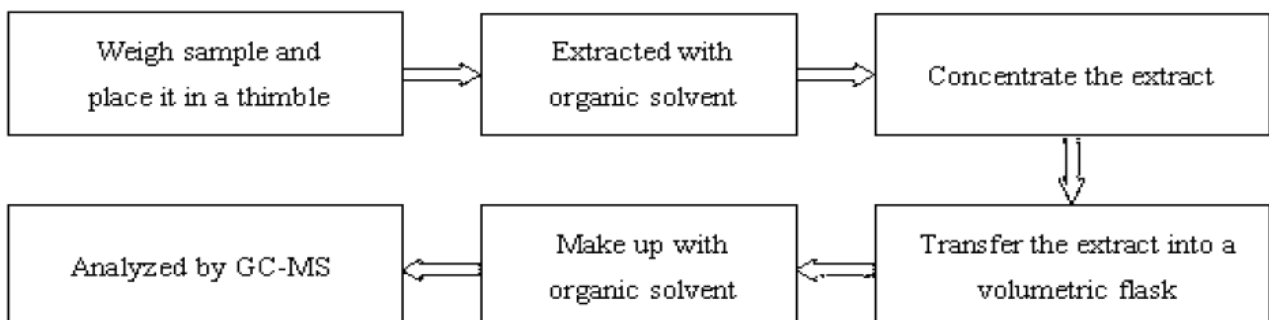 Weigh sample and
place it in a thimble
Extracted with
organic solvent
Concentrate the extract
Transfer the extract into a
volumetric flask
Make up with
organic solvent
Analyzed by GC-MS